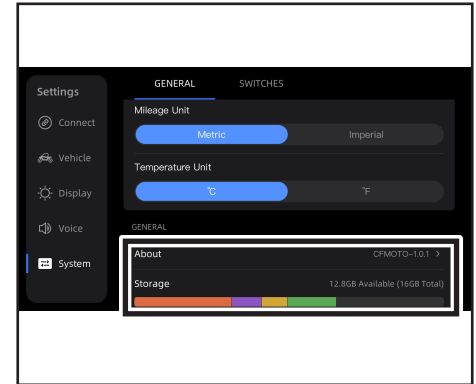 Settings
GENERAL SWITCHES
Mileage Unit
Connect
Metric Imperial
Vehicle
Temperature Unit
Display
℃ ℉
Voice
GENERAL
About CFMOTO-1.0.1 >
System
Storage 12.8GB Available (16GB Total)